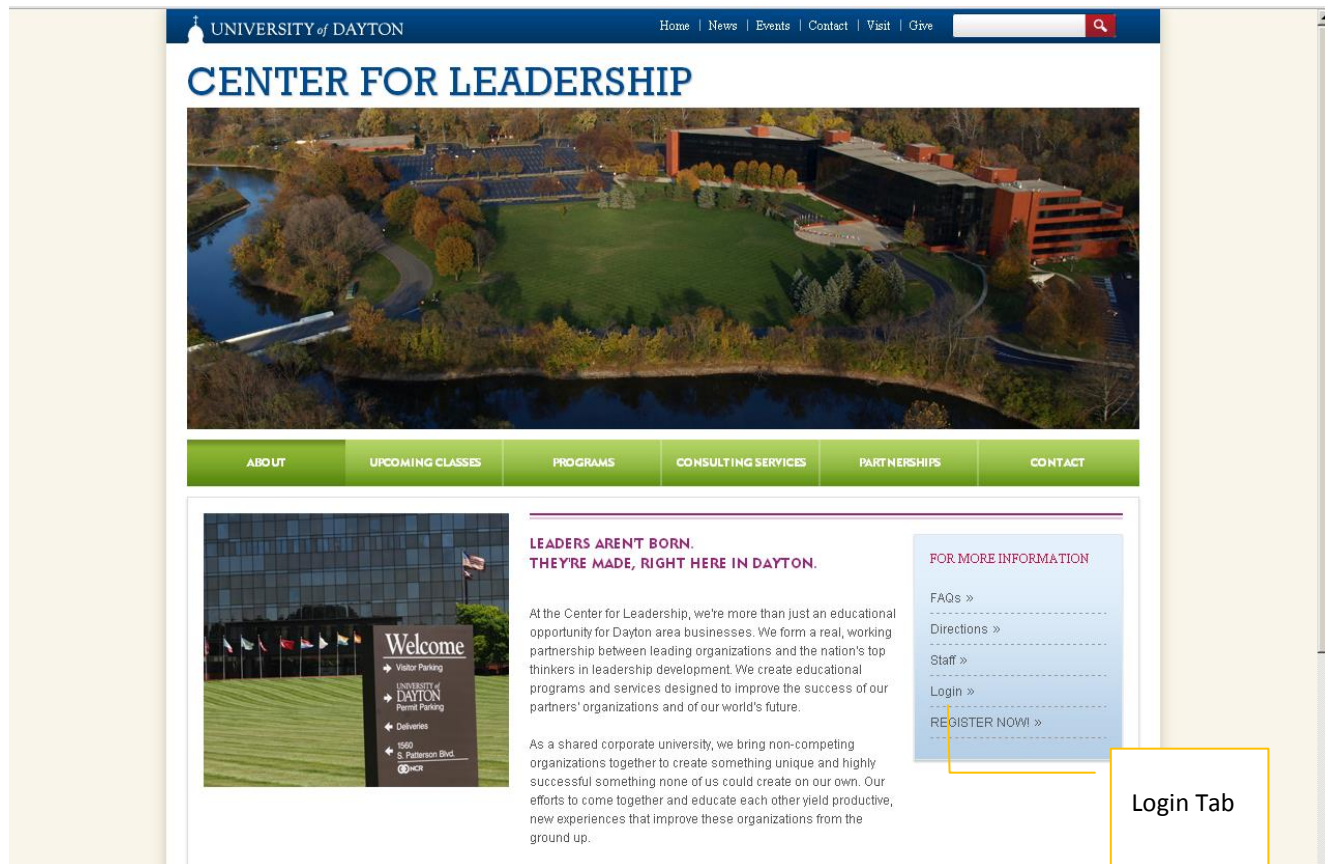 UNIVERSITY of DAYTON
Home | News | Events | Contact | Visit | Give
CENTER FOR LEADERSHIP
ABOUT
UPCOMING CLASSES
PROGRAMS
CONSULTING SERVICES
PARTNERSHIPS
CONTACT
Welcome
Visitor Parking
UNIVERSITY of
DAYTON
Permit Parking
Deliveries
1560
S. Patterson Blvd.
NCR
LEADERS AREN'T BORN.
THEY'RE MADE, RIGHT HERE IN DAYTON.
At the Center for Leadership, we're more than just an educational
opportunity for Dayton area businesses. We form a real, working
partnership between leading organizations and the nation's top
thinkers in leadership development. We create educational
programs and services designed to improve the success of our
partners' organizations and of our world's future.
As a shared corporate university, we bring non-competing
organizations together to create something unique and highly
successful something none of us could create on our own. Our
efforts to come together and educate each other yield productive,
new experiences that improve these organizations from the
ground up.
FOR MORE INFORMATION
FAQs »
Directions »
Staff »
Login »
REGISTER NOW! »
Login Tab